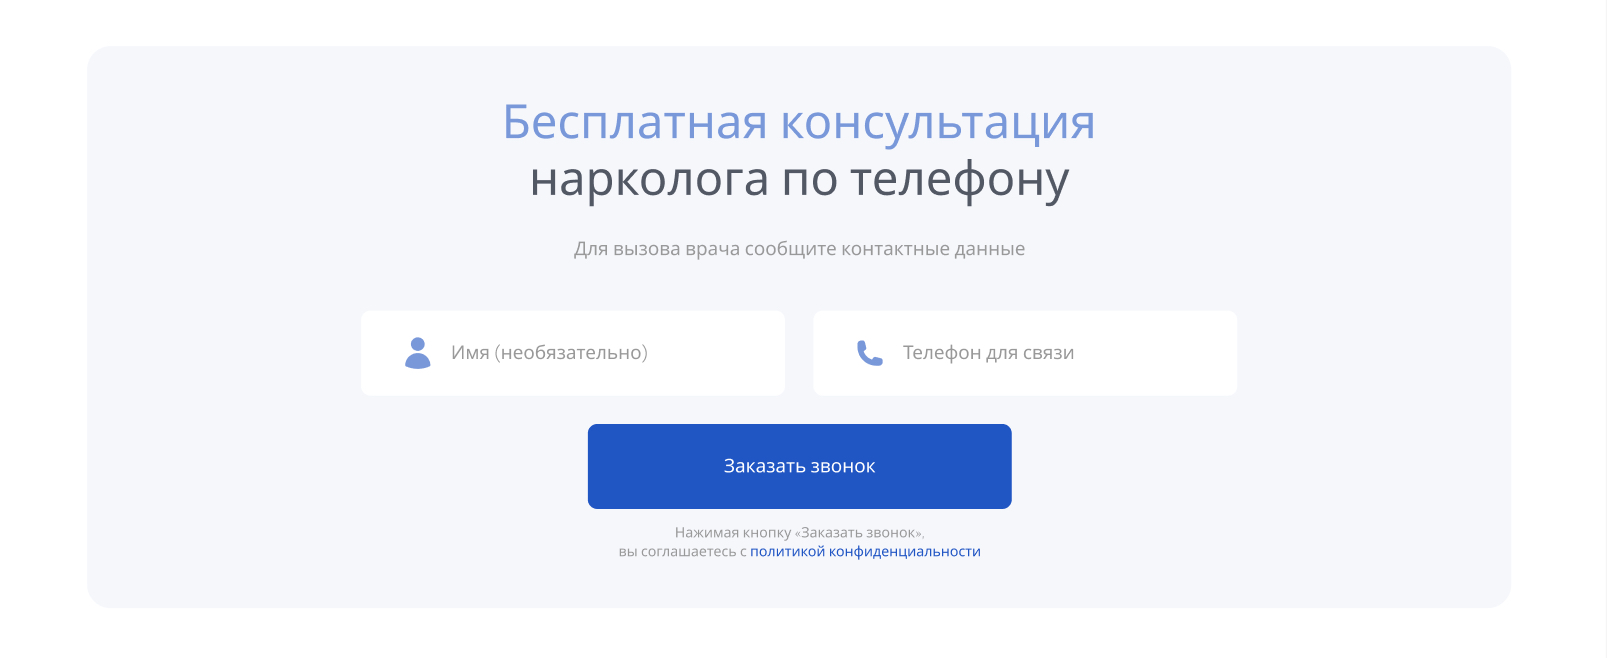 Бесплатная консультация
нарколога по телефону
Для вызова врача сообщите контактные данные
Имя (необязательно)
Телефон для связи
Заказать звонок
Нажимая кнопку «Заказать звонок»,
вы соглашаетесь с политикой конфиденциальности